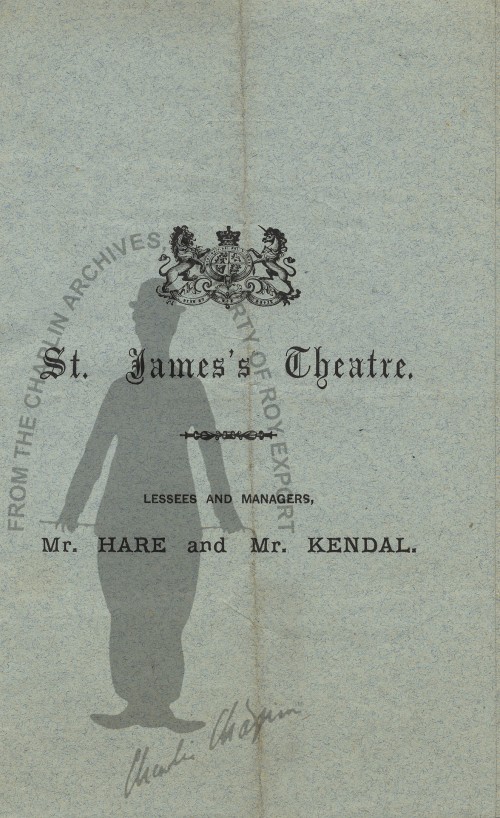 St. James's Theatre.
LESSEES AND MANAGERS,
Mr. HARE and Mr. KENDAL.
FROM THE CHAPLIN ARCHIVES,
RTY OF ROY EXPORT
Charlie Chaplin